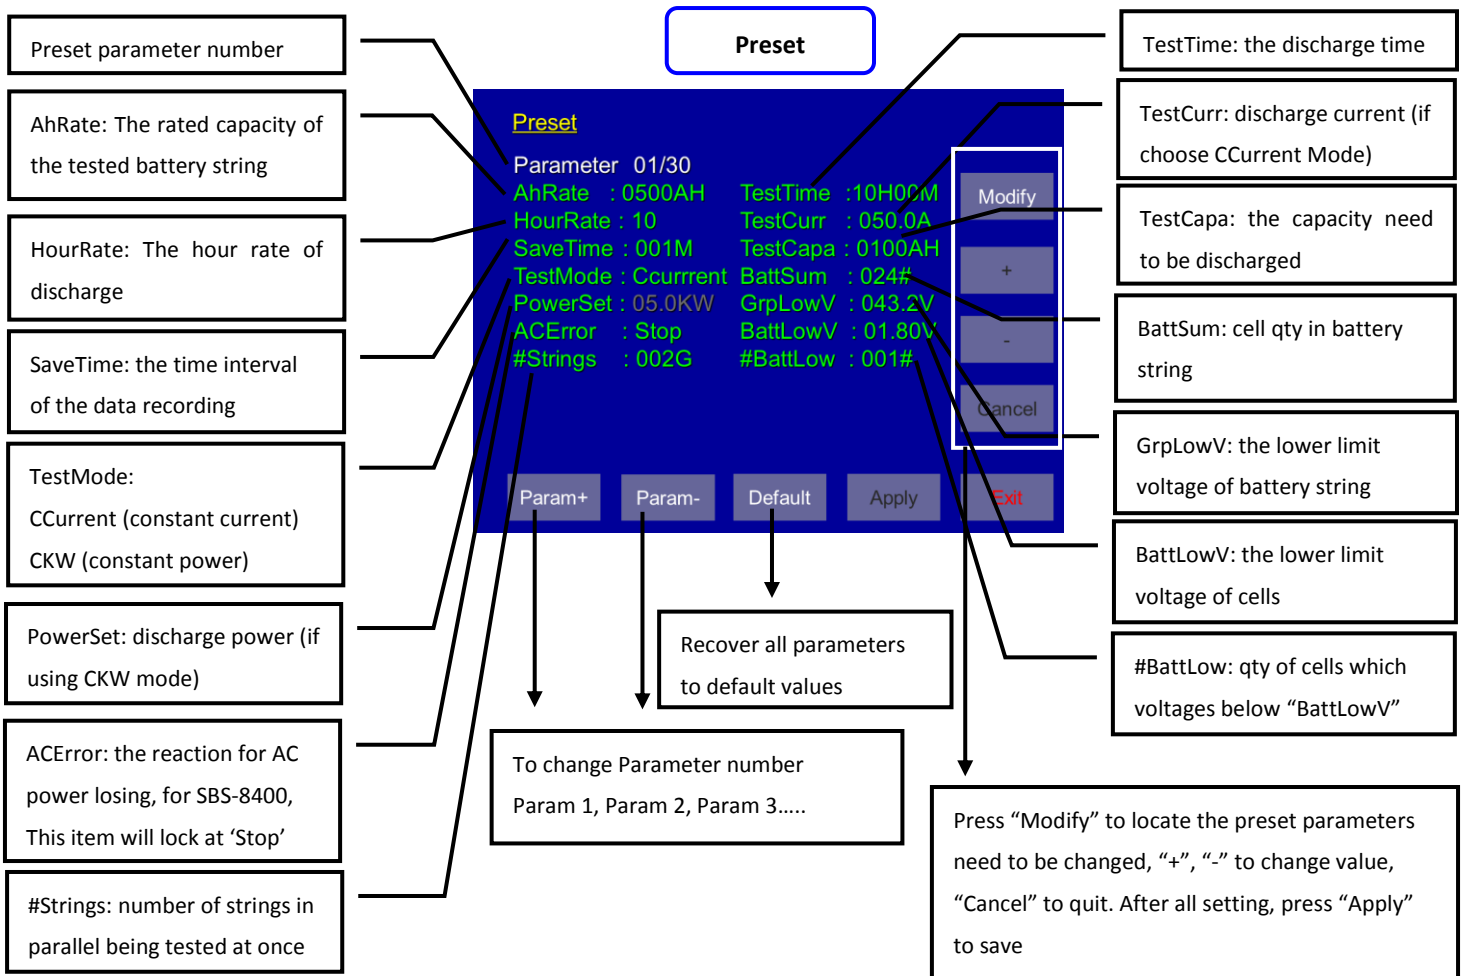 Preset
Preset parameter number
AhRate: The rated capacity of
the tested battery string
HourRate: The hour rate of
discharge
SaveTime: the time interval
of the data recording
TestMode:
CCurrent (constant current)
CKW (constant power)
PowerSet: discharge power (if
using CKW mode)
ACError: the reaction for AC
power losing, for SBS-8400,
This item will lock at ‘Stop’
#Strings: number of strings in
parallel being tested at once
Preset
Parameter 01/30
AhRate : 0500AH TestTime :10H00M
HourRate : 10 TestCurr : 050.0A
SaveTime : 001M TestCapa : 0100AH
TestMode : Ccurrrent BattSum : 024#
PowerSet : 05.0KW GrpLowV : 043.2V
ACError : Stop BattLowV : 01.80V
#Strings : 002G #BattLow : 001#
Modify
+
-
Cancel
Param+ Param- Default Apply Exit
Recover all parameters
to default values
To change Parameter number
Param 1, Param 2, Param 3.....
TestTime: the discharge time
TestCurr: discharge current (if
choose CCurrent Mode)
TestCapa: the capacity need
to be discharged
BattSum: cell qty in battery
string
GrpLowV: the lower limit
voltage of battery string
BattLowV: the lower limit
voltage of cells
#BattLow: qty of cells which
voltages below “BattLowV”
Press “Modify” to locate the preset parameters
need to be changed, “+”, “-” to change value,
“Cancel” to quit. After all setting, press “Apply”
to save